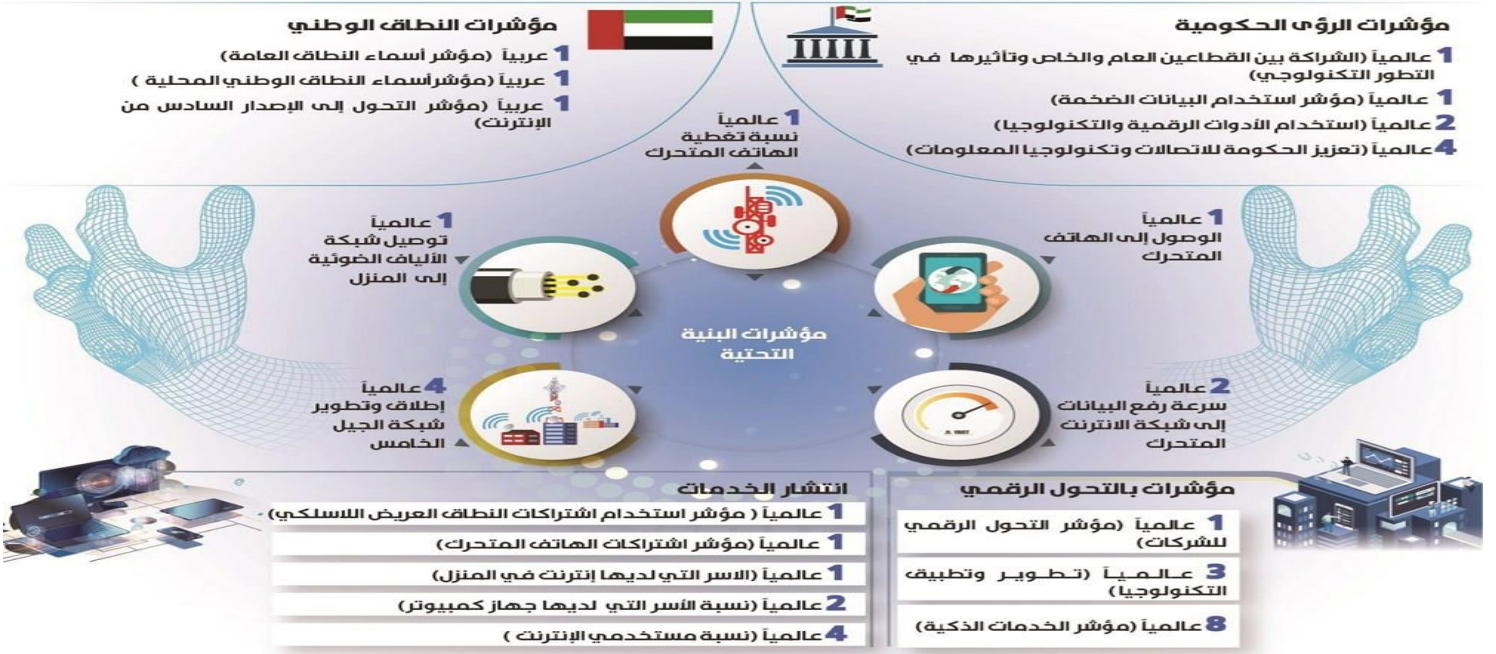 مؤشرات الرؤى الحكومية
1 عالمياً (الشراكة بين القطاعين العام والخاص وتأثيرها في
التطور التكنولوجي)
1 عالمياً (مؤشر استخدام البيانات الضخمة)
2 عالمياً (استخدام الأدوات الرقمية والتكنولوجيا)
4 عالمياً (تعزيز الحكومة للاتصالات وتكنولوجيا المعلومات)
مؤشرات النطاق الوطني
1 عربياً (مؤشر أسماء النطاق العامة)
1 عربياً (مؤشرأسماء النطاق الوطني المحلية )
1 عربياً (مؤشر التحول إلى الإصدار السادس من
الإنترنت)
1 عالمياً
نسبة تغطية
الهاتف المتحرك
1 عالمياً
الوصول إلى الهاتف
المتحرك
1 عالمياً
توصيل شبكة
الألياف الضوئية
إلى المنزل
مؤشرات البنية
التحتية
2 عالمياً
سرعة رفع البيانات
إلى شبكة الانترنت
المتحرك
4 عالمياً
إطلاق وتطوير
شبكة الجيل
الخامس
مؤشرات بالتحول الرقمي
1 عالمياً (مؤشر التحول الرقمي
للشركات)
3 عالمياً (تطوير وتطبيق
التكنولوجيا)
8 عالمياً (مؤشر الخدمات الذكية)
انتشار الخدمات
1 عالمياً ( مؤشر استخدام اشتراكات النطاق العريض اللاسلكي)
1 عالمياً (مؤشر اشتراكات الهاتف المتحرك)
1 عالمياً (الاسر التي لديها إنترنت في المنزل)
2 عالمياً (نسبة الأسر التي لديها جهاز كمبيوتر)
4 عالمياً (نسبة مستخدمي الإنترنت )